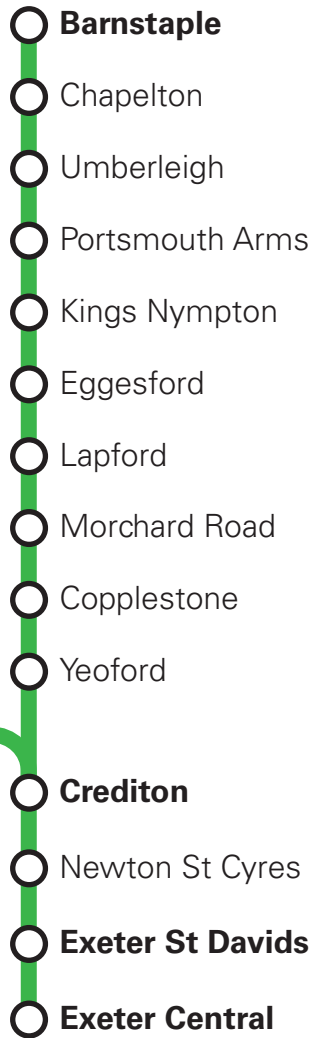 Barnstaple
Chapelton
Umberleigh
Portsmouth Arms
Kings Nympton
Eggesford
Lapford
Morchard Road
Copplestone
Yeoford
Crediton
Newton St Cyres
Exeter St Davids
Exeter Central